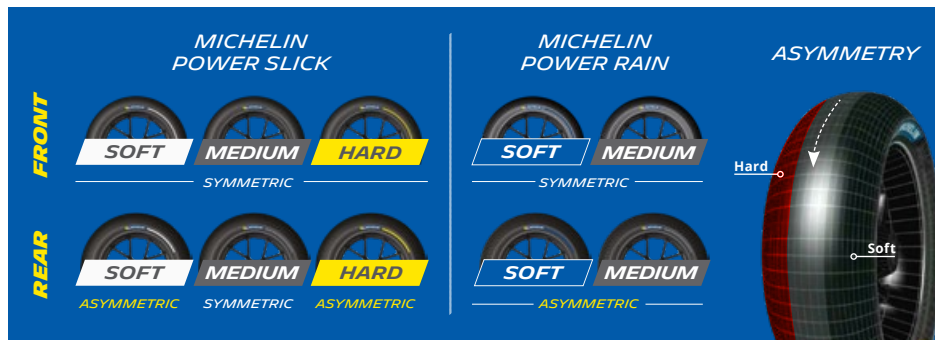 MICHELIN
POWER SLICK
MICHELIN
POWER RAIN
ASYMMETRY
FRONT
SOFT
MEDIUM
HARD
SOFT
MEDIUM
SYMMETRIC
SYMMETRIC
Hard
Soft
REAR
SOFT
MEDIUM
HARD
SOFT
MEDIUM
ASYMMETRIC
SYMMETRIC
ASYMMETRIC
ASYMMETRIC